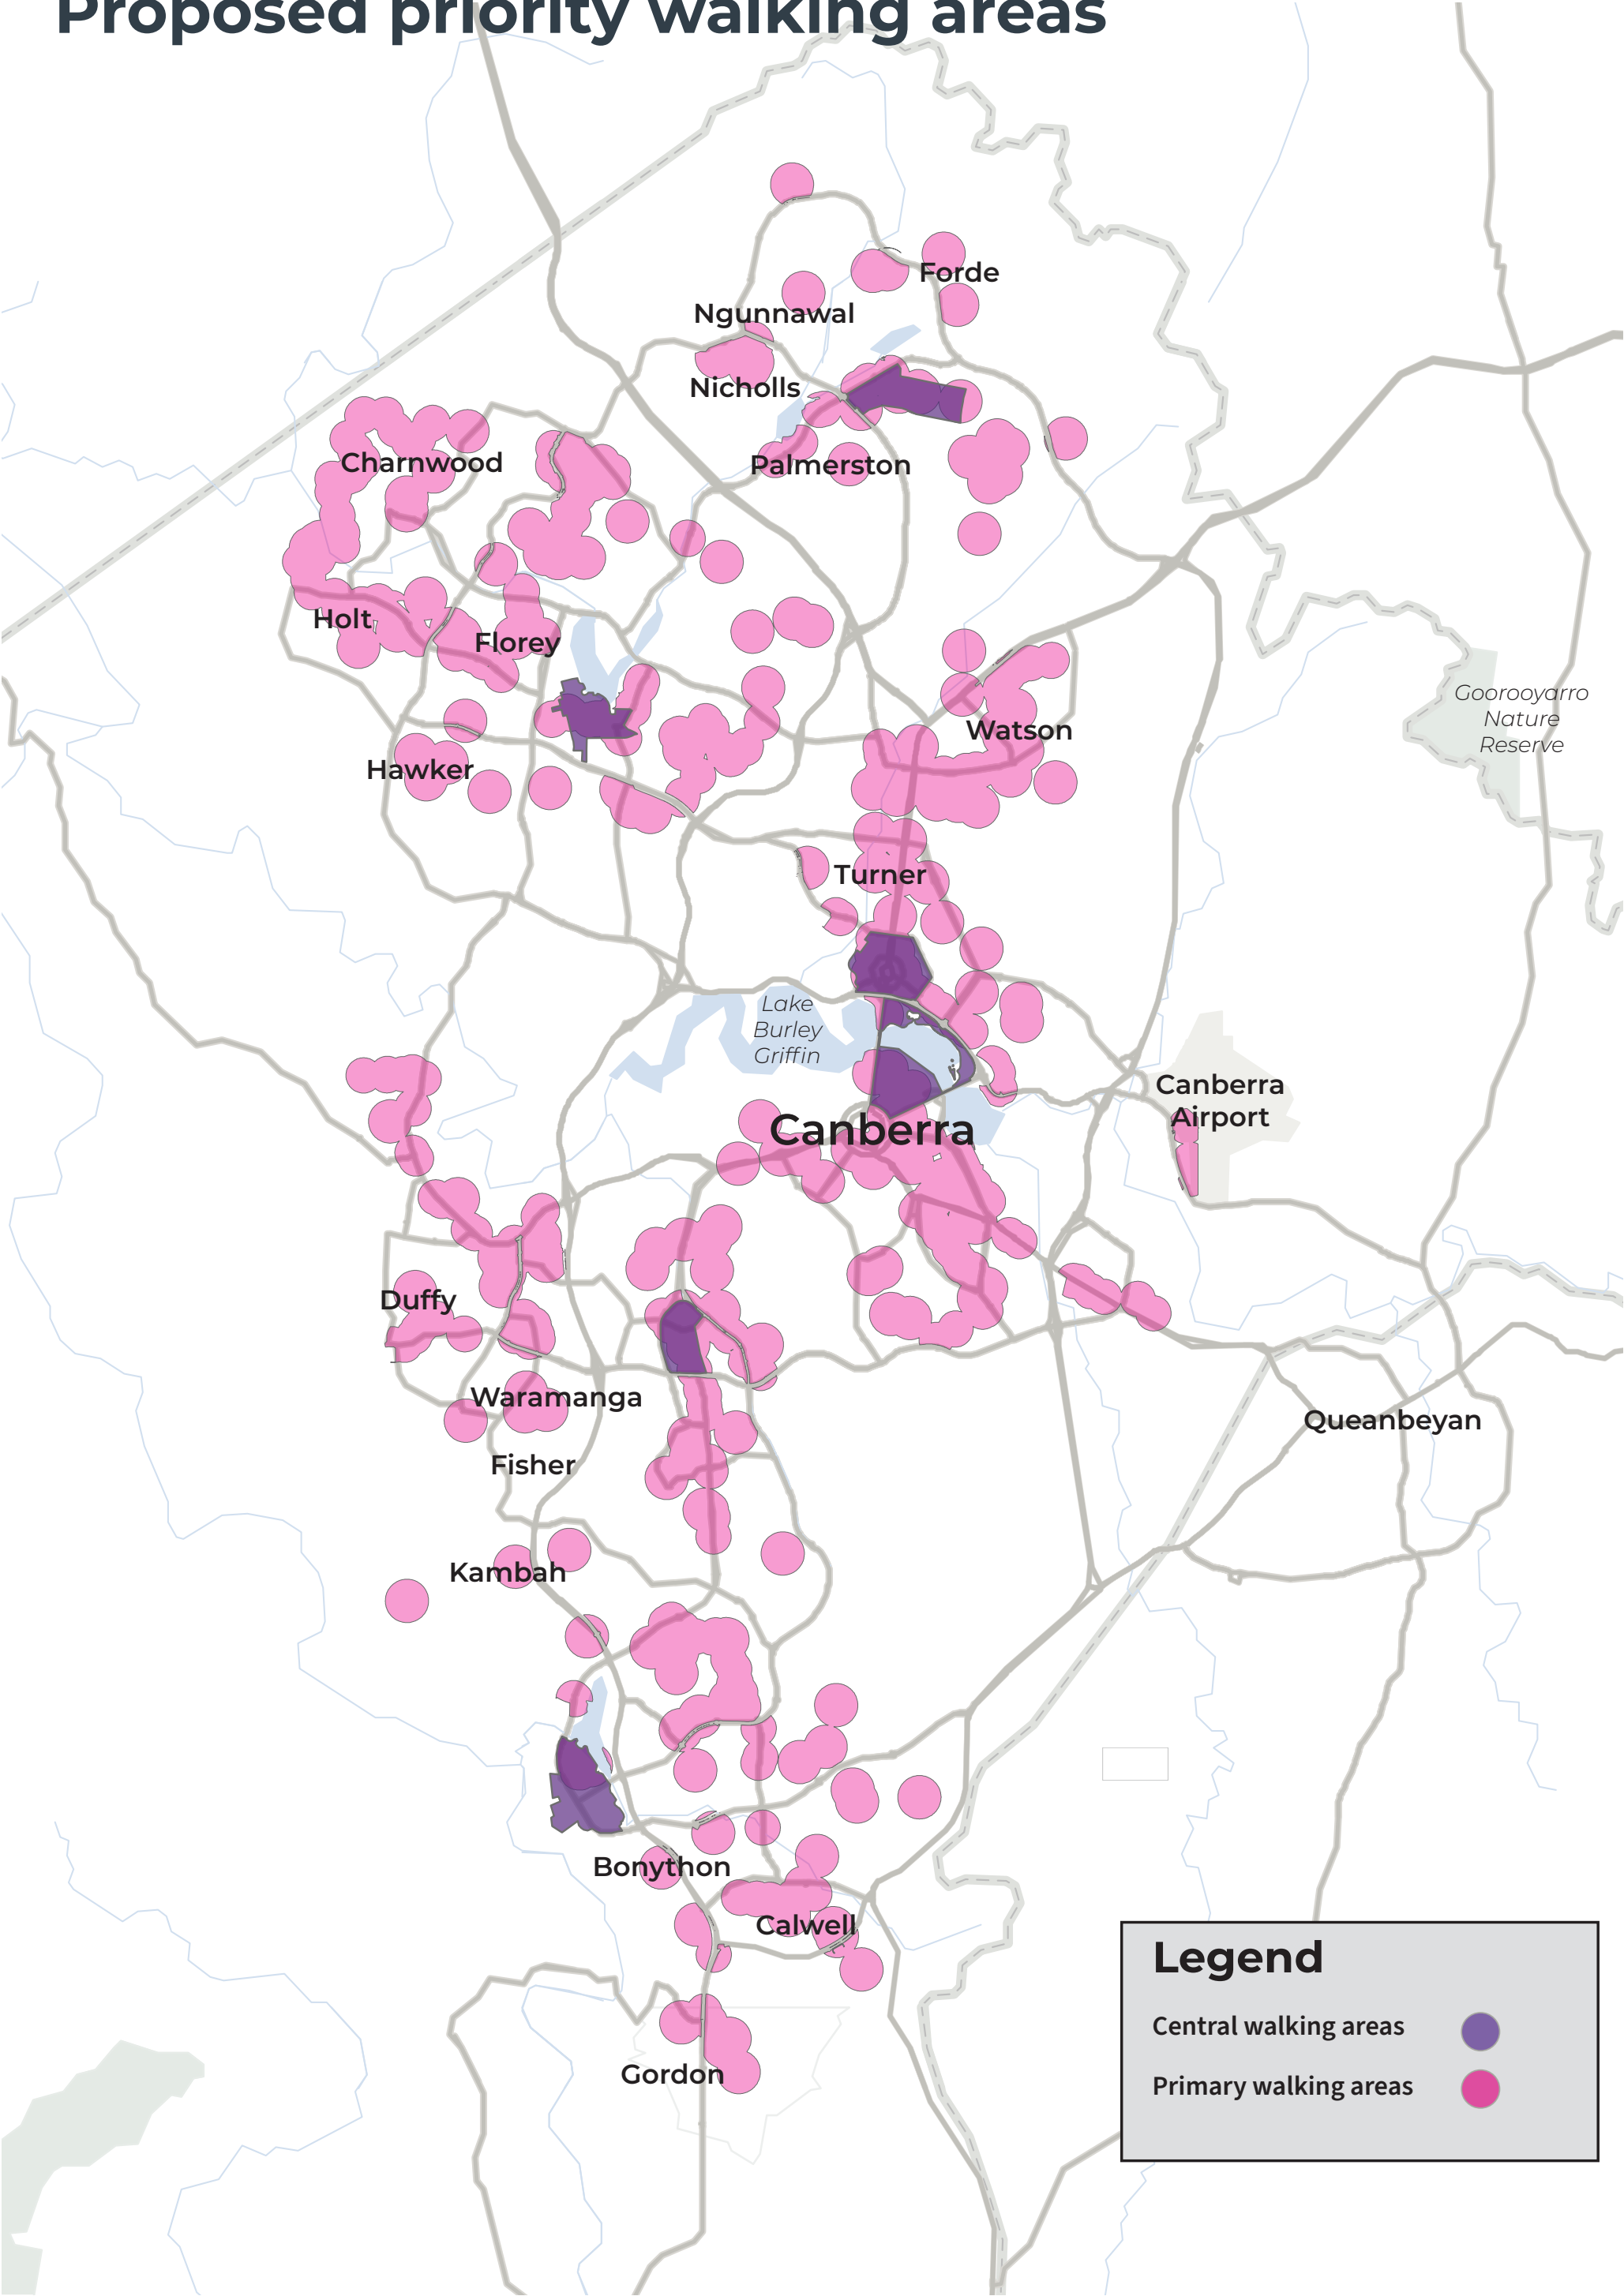 Proposed priority walking areas
Forde
Ngunnawal
Nicholls
Charnwood
Palmerston
Holt
Florey
Goorooyarro
Nature
Reserve
Watson
Hawker
Turner
Lake
Burley
Griffin
Canberra
Airport
Canberra
Duffy
Waramanga
Queanbeyan
Fisher
Kambah
Bonython
Calwell
Gordon
Legend
Central walking areas
Primary walking areas